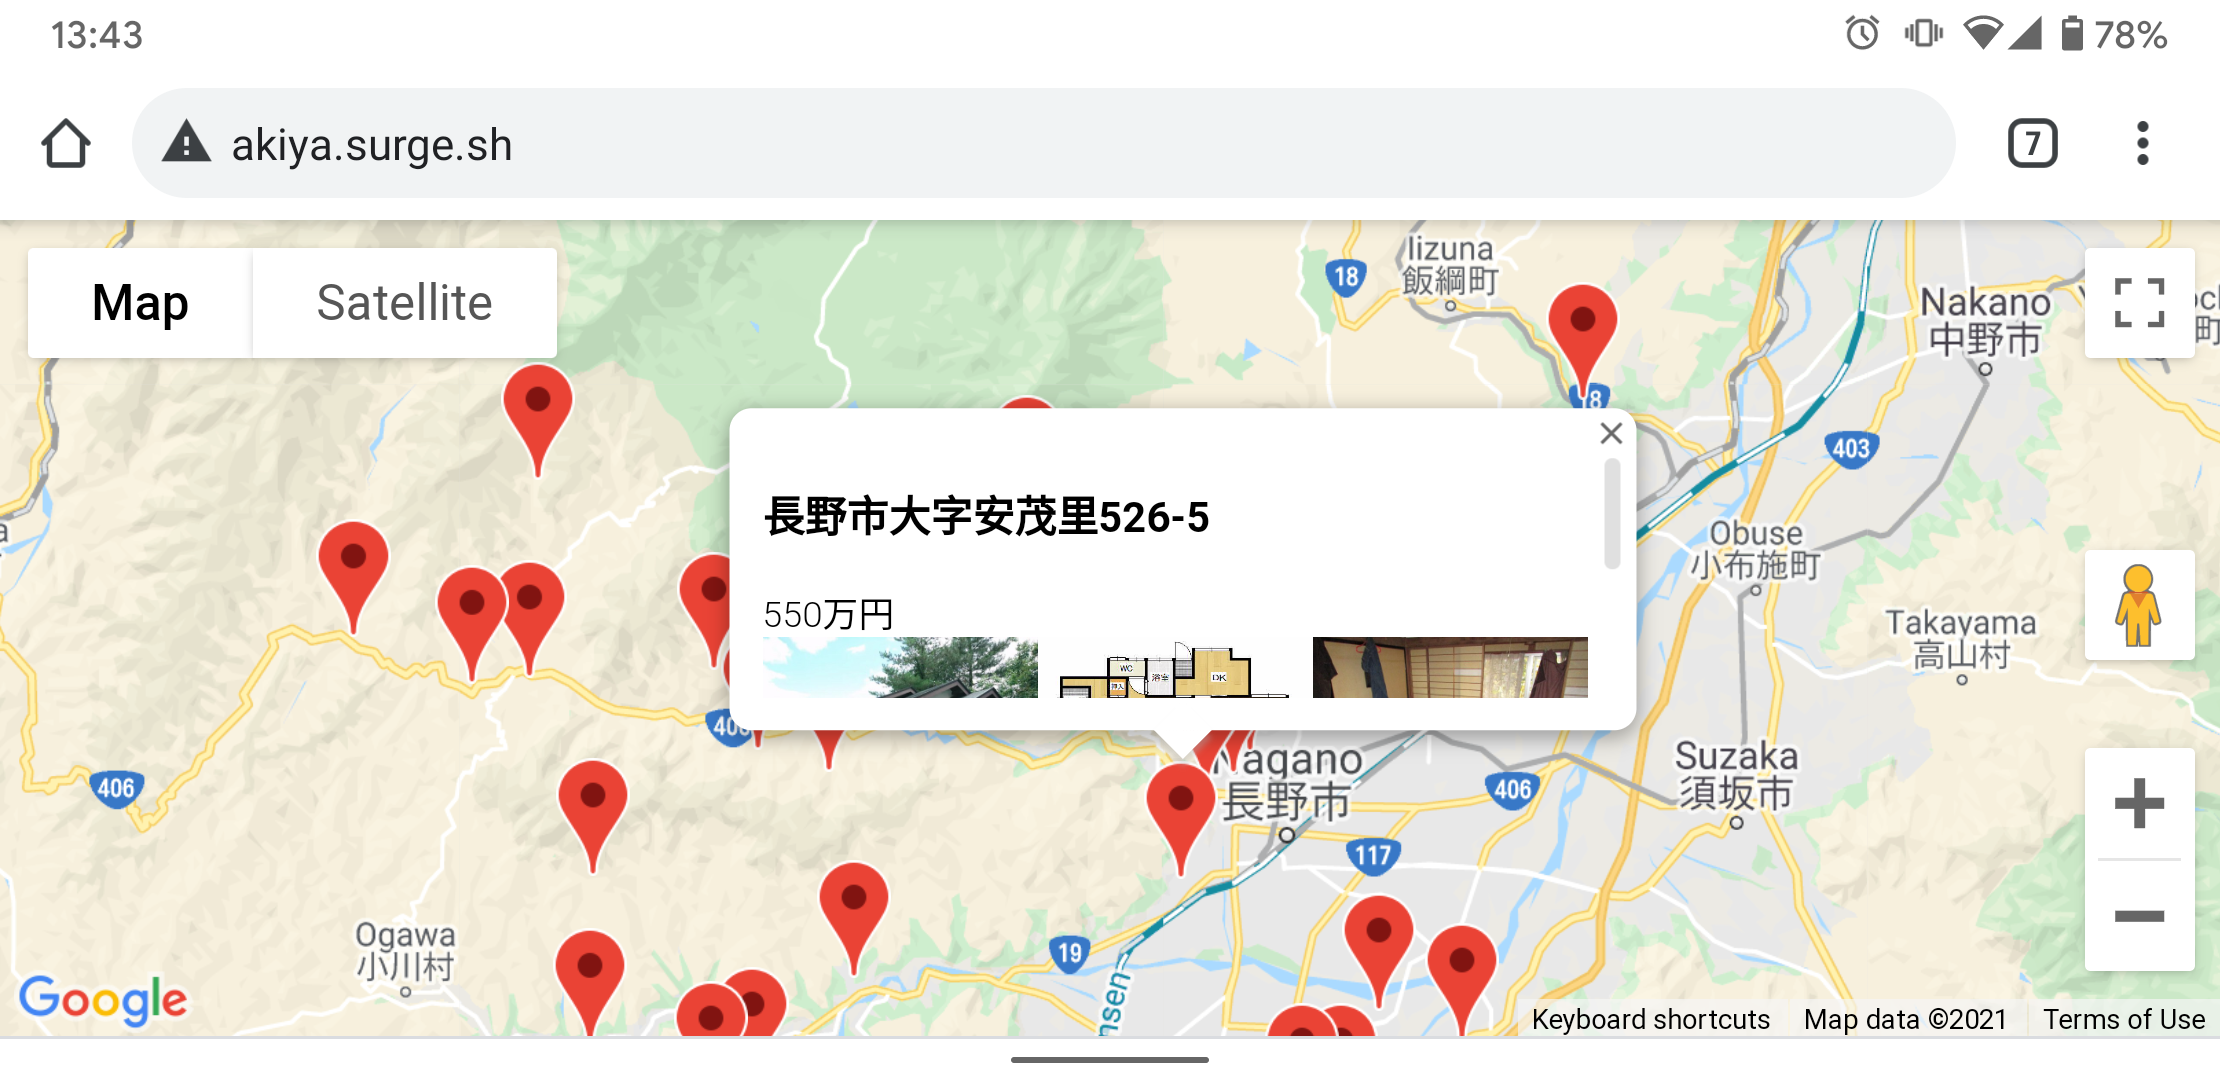 13:43
78%
akiya.surge.sh
7
Map
Satellite
Iizuna
飯綱町
18
Nakano
中野市
403
長野市大字安茂里526-5
550万円
WC
浴室
DK
Obuse
小布施町
Takayama
高山村
406
Nagano
長野市
406
Suzaka
須坂市
117
Ogawa
小川村
19
Google
Keyboard shortcuts
Map data ©2021
Terms of Use